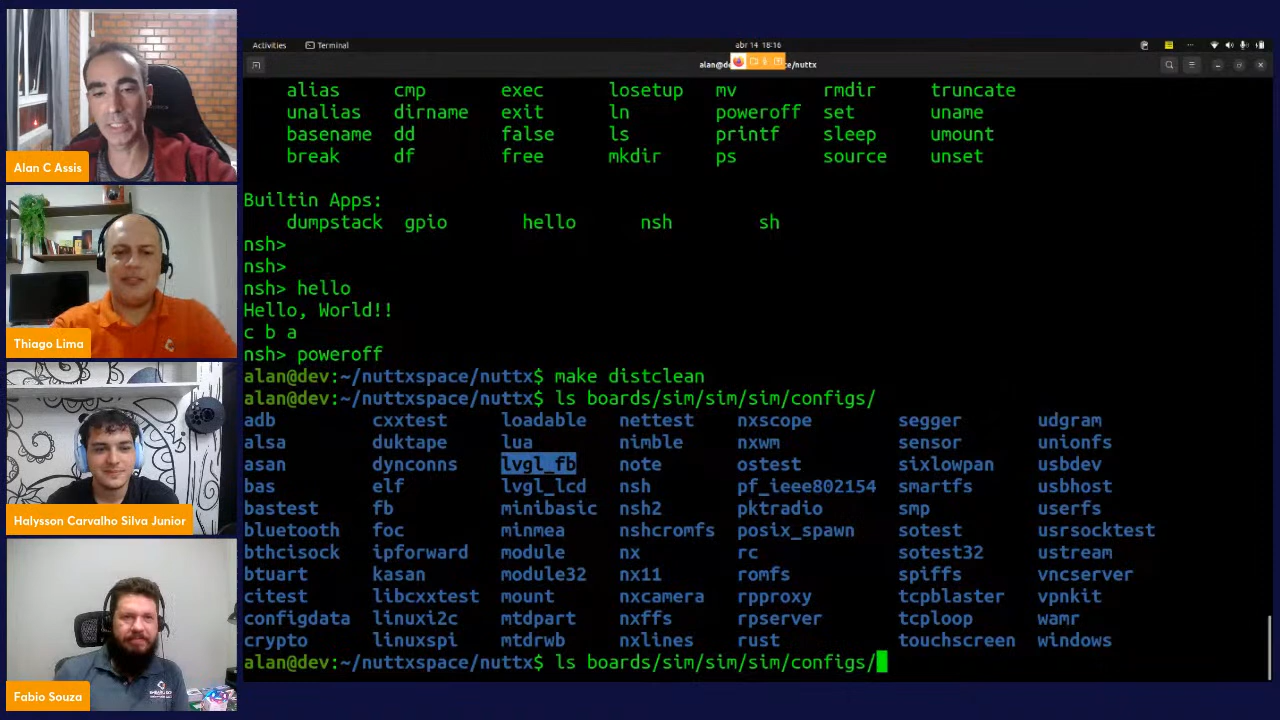 Activities Terminal abr 14 18:16
/nuttx
alias cmp exec losetup mv rmdir truncate
unalias dirname exit ln poweroff set uname
basename dd false ls printf sleep umount
break df free mkdir ps source unset
Builtin Apps:
dumpstack gpio hello nsh sh
nsh>
nsh>
nsh> hello
Hello, World!!
c b a
nsh> poweroff
alan@dev:~/nuttxspace/nuttx$ make distclean
alan@dev:~/nuttxspace/nuttx$ ls boards/sim/sim/sim/configs/
adb cxxtest loadable nettest nxscope segger udgram
alsa duktape lua nimble nxwm sensor unionfs
asan dynconns lvgl_fb note ostest sixlowpan usbdev
bas elf lvgl_lcd nsh pf_ieee802154 smartfs usbhost
bastest fb minibasic nsh2 pktradio smp userfs
bluetooth foc minmea nshcromfs posix_spawn sotest usrsocktest
bthcisock ipforward module nx rc sotest32 ustream
btuart kasan module32 nx11 romfs spiffs vncserver
citest libcxxtest mount nxcamera rpproxy tcpblaster vpnkit
configdata linuxi2c mtdpart nxffs rpserver tcploop wamr
crypto linuxspi mtdrwb nxlines rust touchscreen windows
alan@dev:~/nuttxspace/nuttx$ ls boards/sim/sim/sim/configs/
Alan C Assis
Thiago Lima
Halysson Carvalho Silva Junior
Fabio Souza